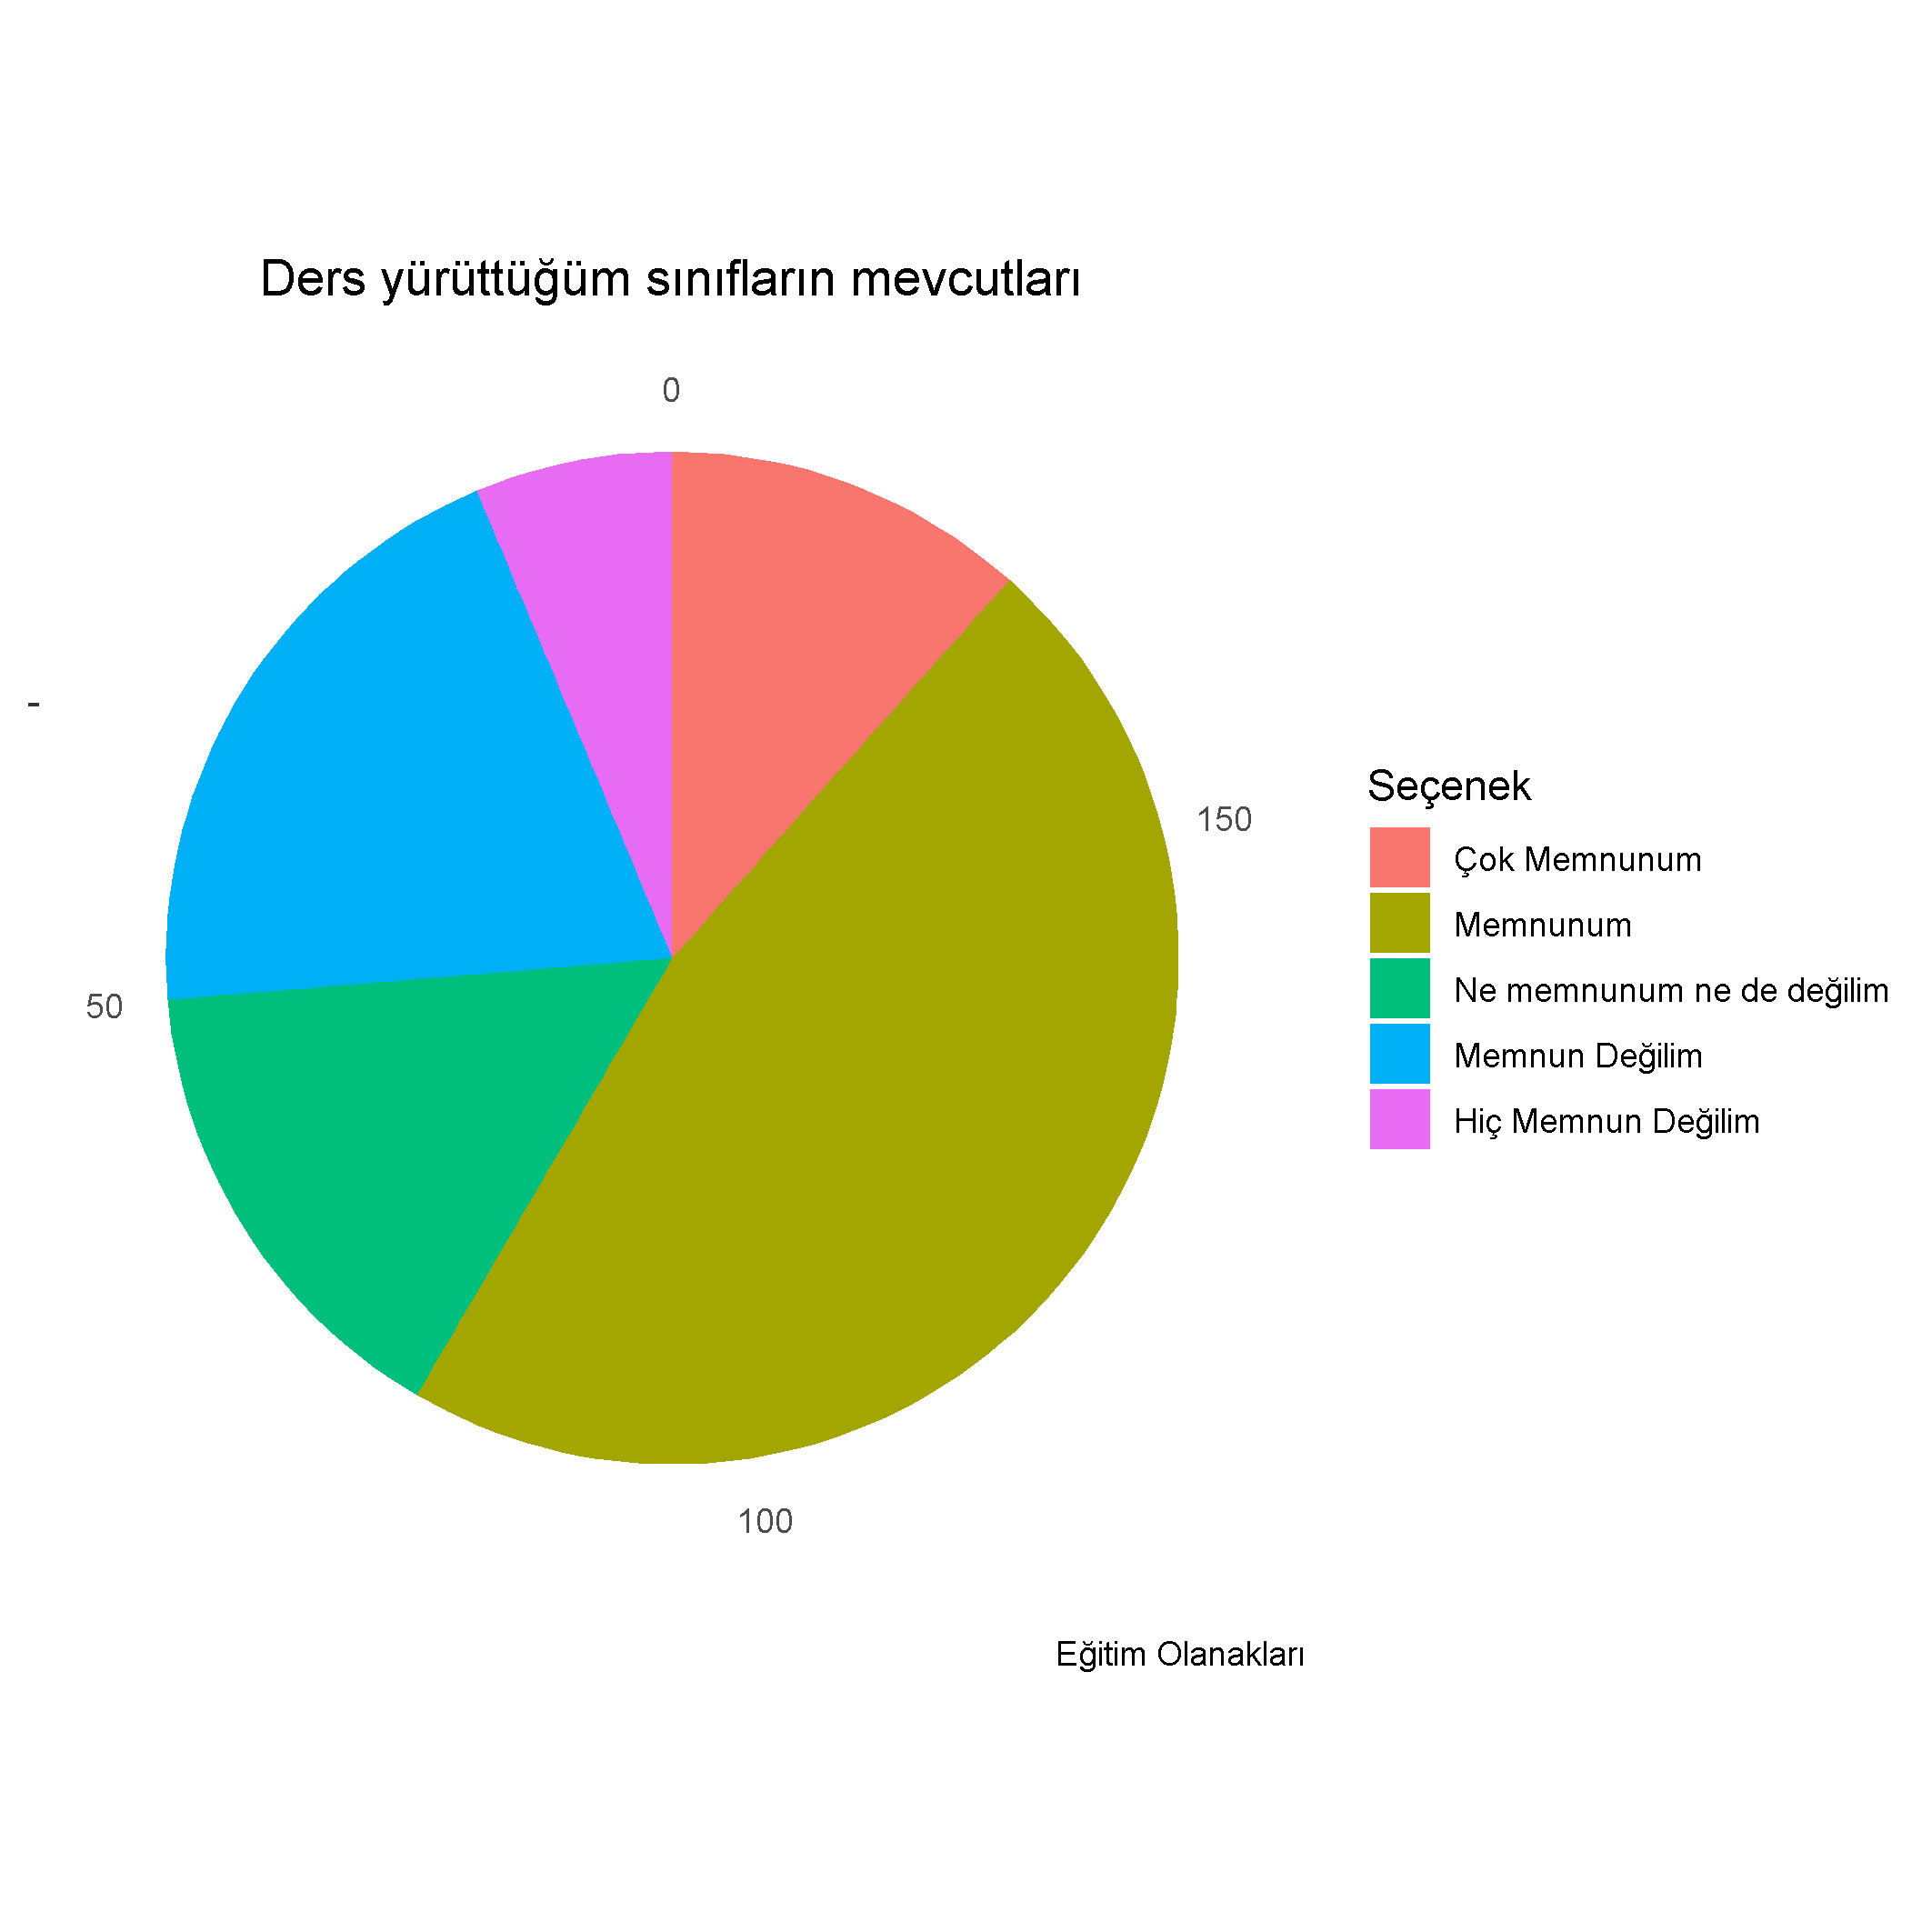 Ders yürüttüğüm sınıfların mevcutları
0
-
150
50
100
Seçenek
Çok Memnunum
Memnunum
Ne memnunum ne de değilim
Memnun Değilim
Hiç Memnun Değilim
Eğitim Olanakları